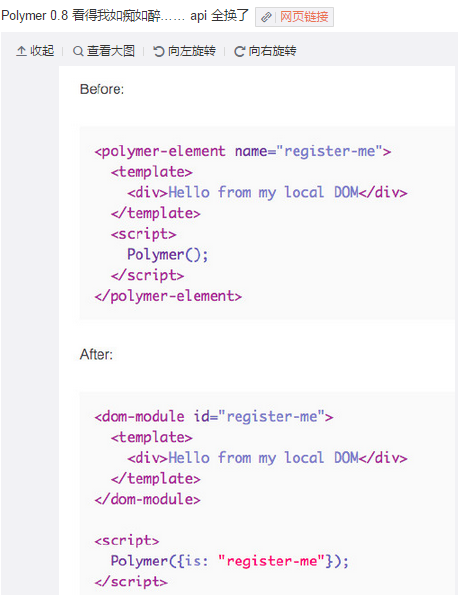 Polymer 0.8 看得我如痴如醉…… api 全换了 网页链接
收起 查看大图 向左旋转 向右旋转
Before:
<polymer-element name="register-me">
<template>
<div>Hello from my local DOM</div>
</template>
<script>
Polymer();
</script>
</polymer-element>
After:
<dom-module id="register-me">
<template>
<div>Hello from my local DOM</div>
</template>
</dom-module>
<script>
Polymer({is: "register-me"});
</script>